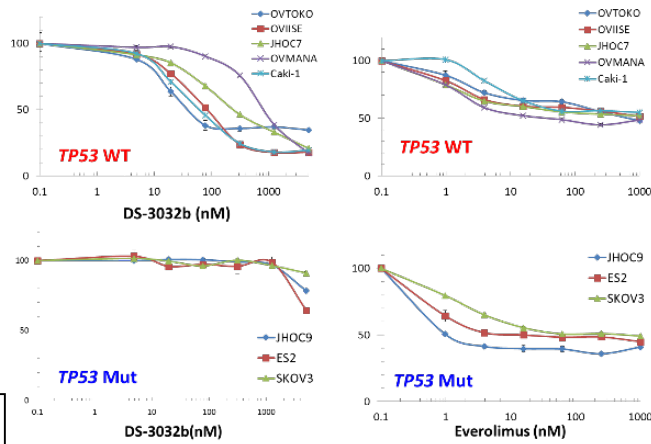 OVTOKO
OVIISE
JHOC7
OVMANA
Caki-1
100
50
0
TP53 WT
0.1 1 10 100 1000
DS-3032b (nM)
OVTOKO
OVIISE
JHOC7
OVMANA
Caki-1
100
50
0
TP53 WT
0.1 1 10 100 1000
100
50
0
JHOC9
ES2
SKOV3
TP53 Mut
0.1 1 10 100 1000
DS-3032b(nM)
JHOC9
ES2
SKOV3
100
50
0
TP53 Mut
0.1 1 10 100 1000
Everolimus (nM)